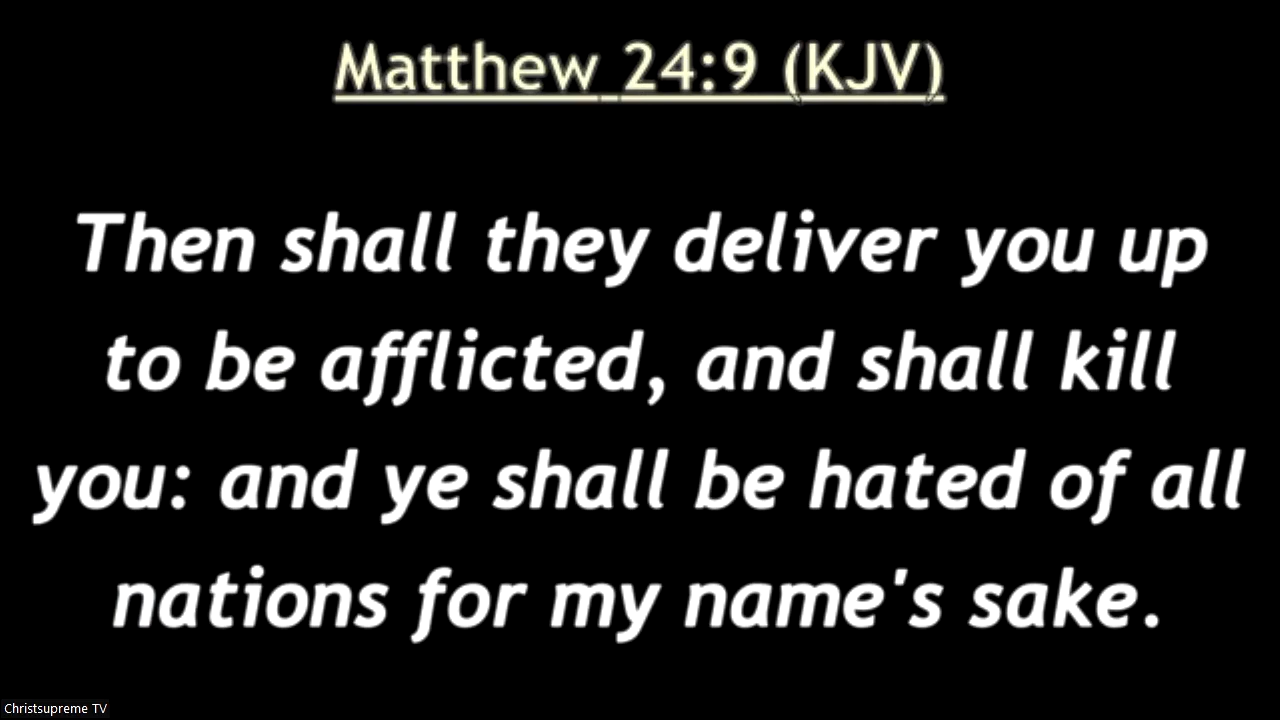 Matthew 24:9 (KJV)
Then shall they deliver you up
to be afflicted, and shall kill
you: and ye shall be hated of all
nations for my name's sake.
Christsupreme TV